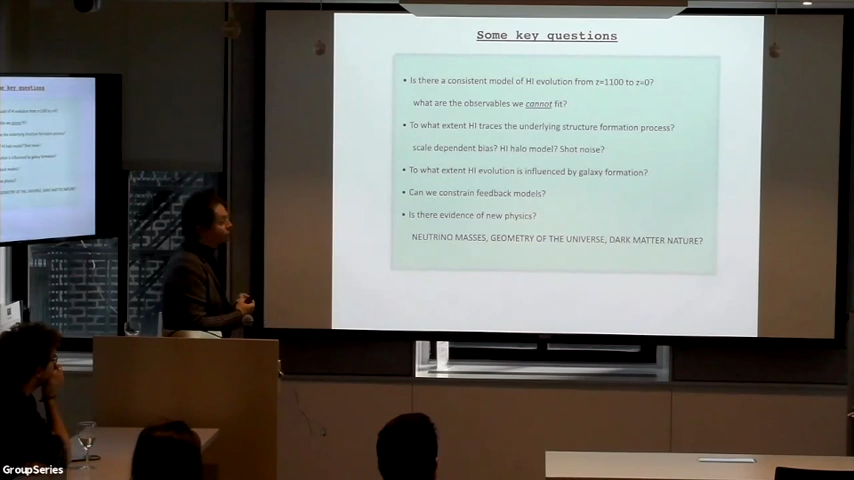 Some key questions
• Is there a consistent model of HI evolution from z=1100 to z=0?
what are the observables we cannot fit?
• To what extent HI traces the underlying structure formation process?
scale dependent bias? HI halo model? Shot noise?
• To what extent HI evolution is influenced by galaxy formation?
• Can we constrain feedback models?
• Is there evidence of new physics?
NEUTRINO MASSES, GEOMETRY OF THE UNIVERSE, DARK MATTER NATURE?
key questions
GroupSeries